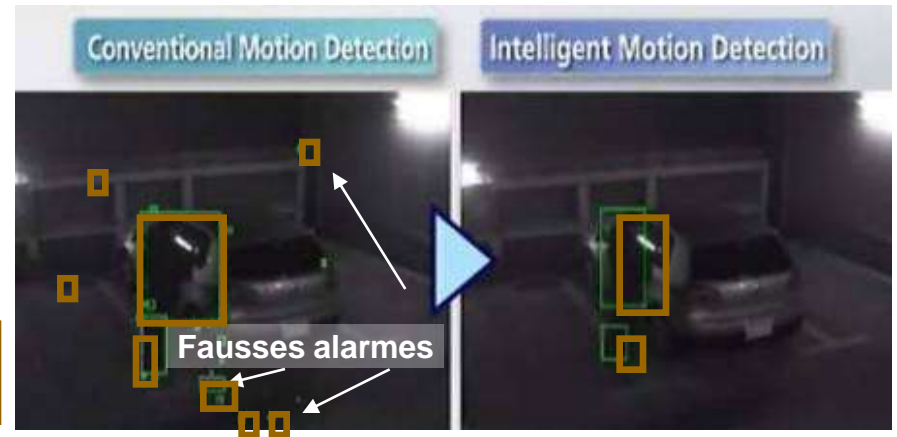 Conventional Motion Detection
Intelligent Motion Detection
Fausses alarmes